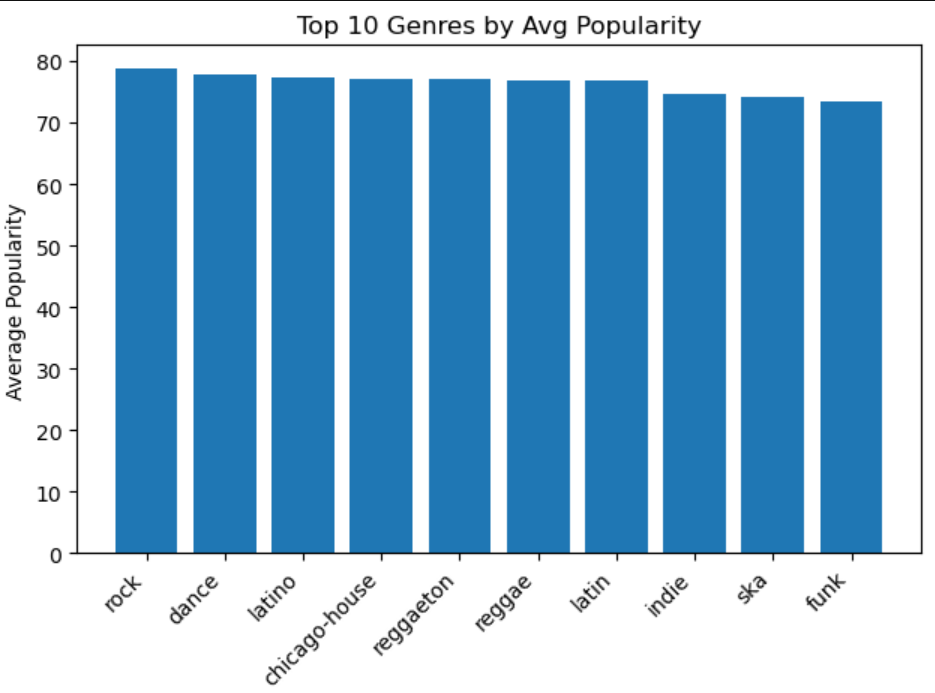 Top 10 Genres by Avg Popularity
Average Popularity
80
70
60
50
40
30
20
10
0
rock
dance
latino
chicago-house
reggaeton
reggae
latin
indie
ska
funk